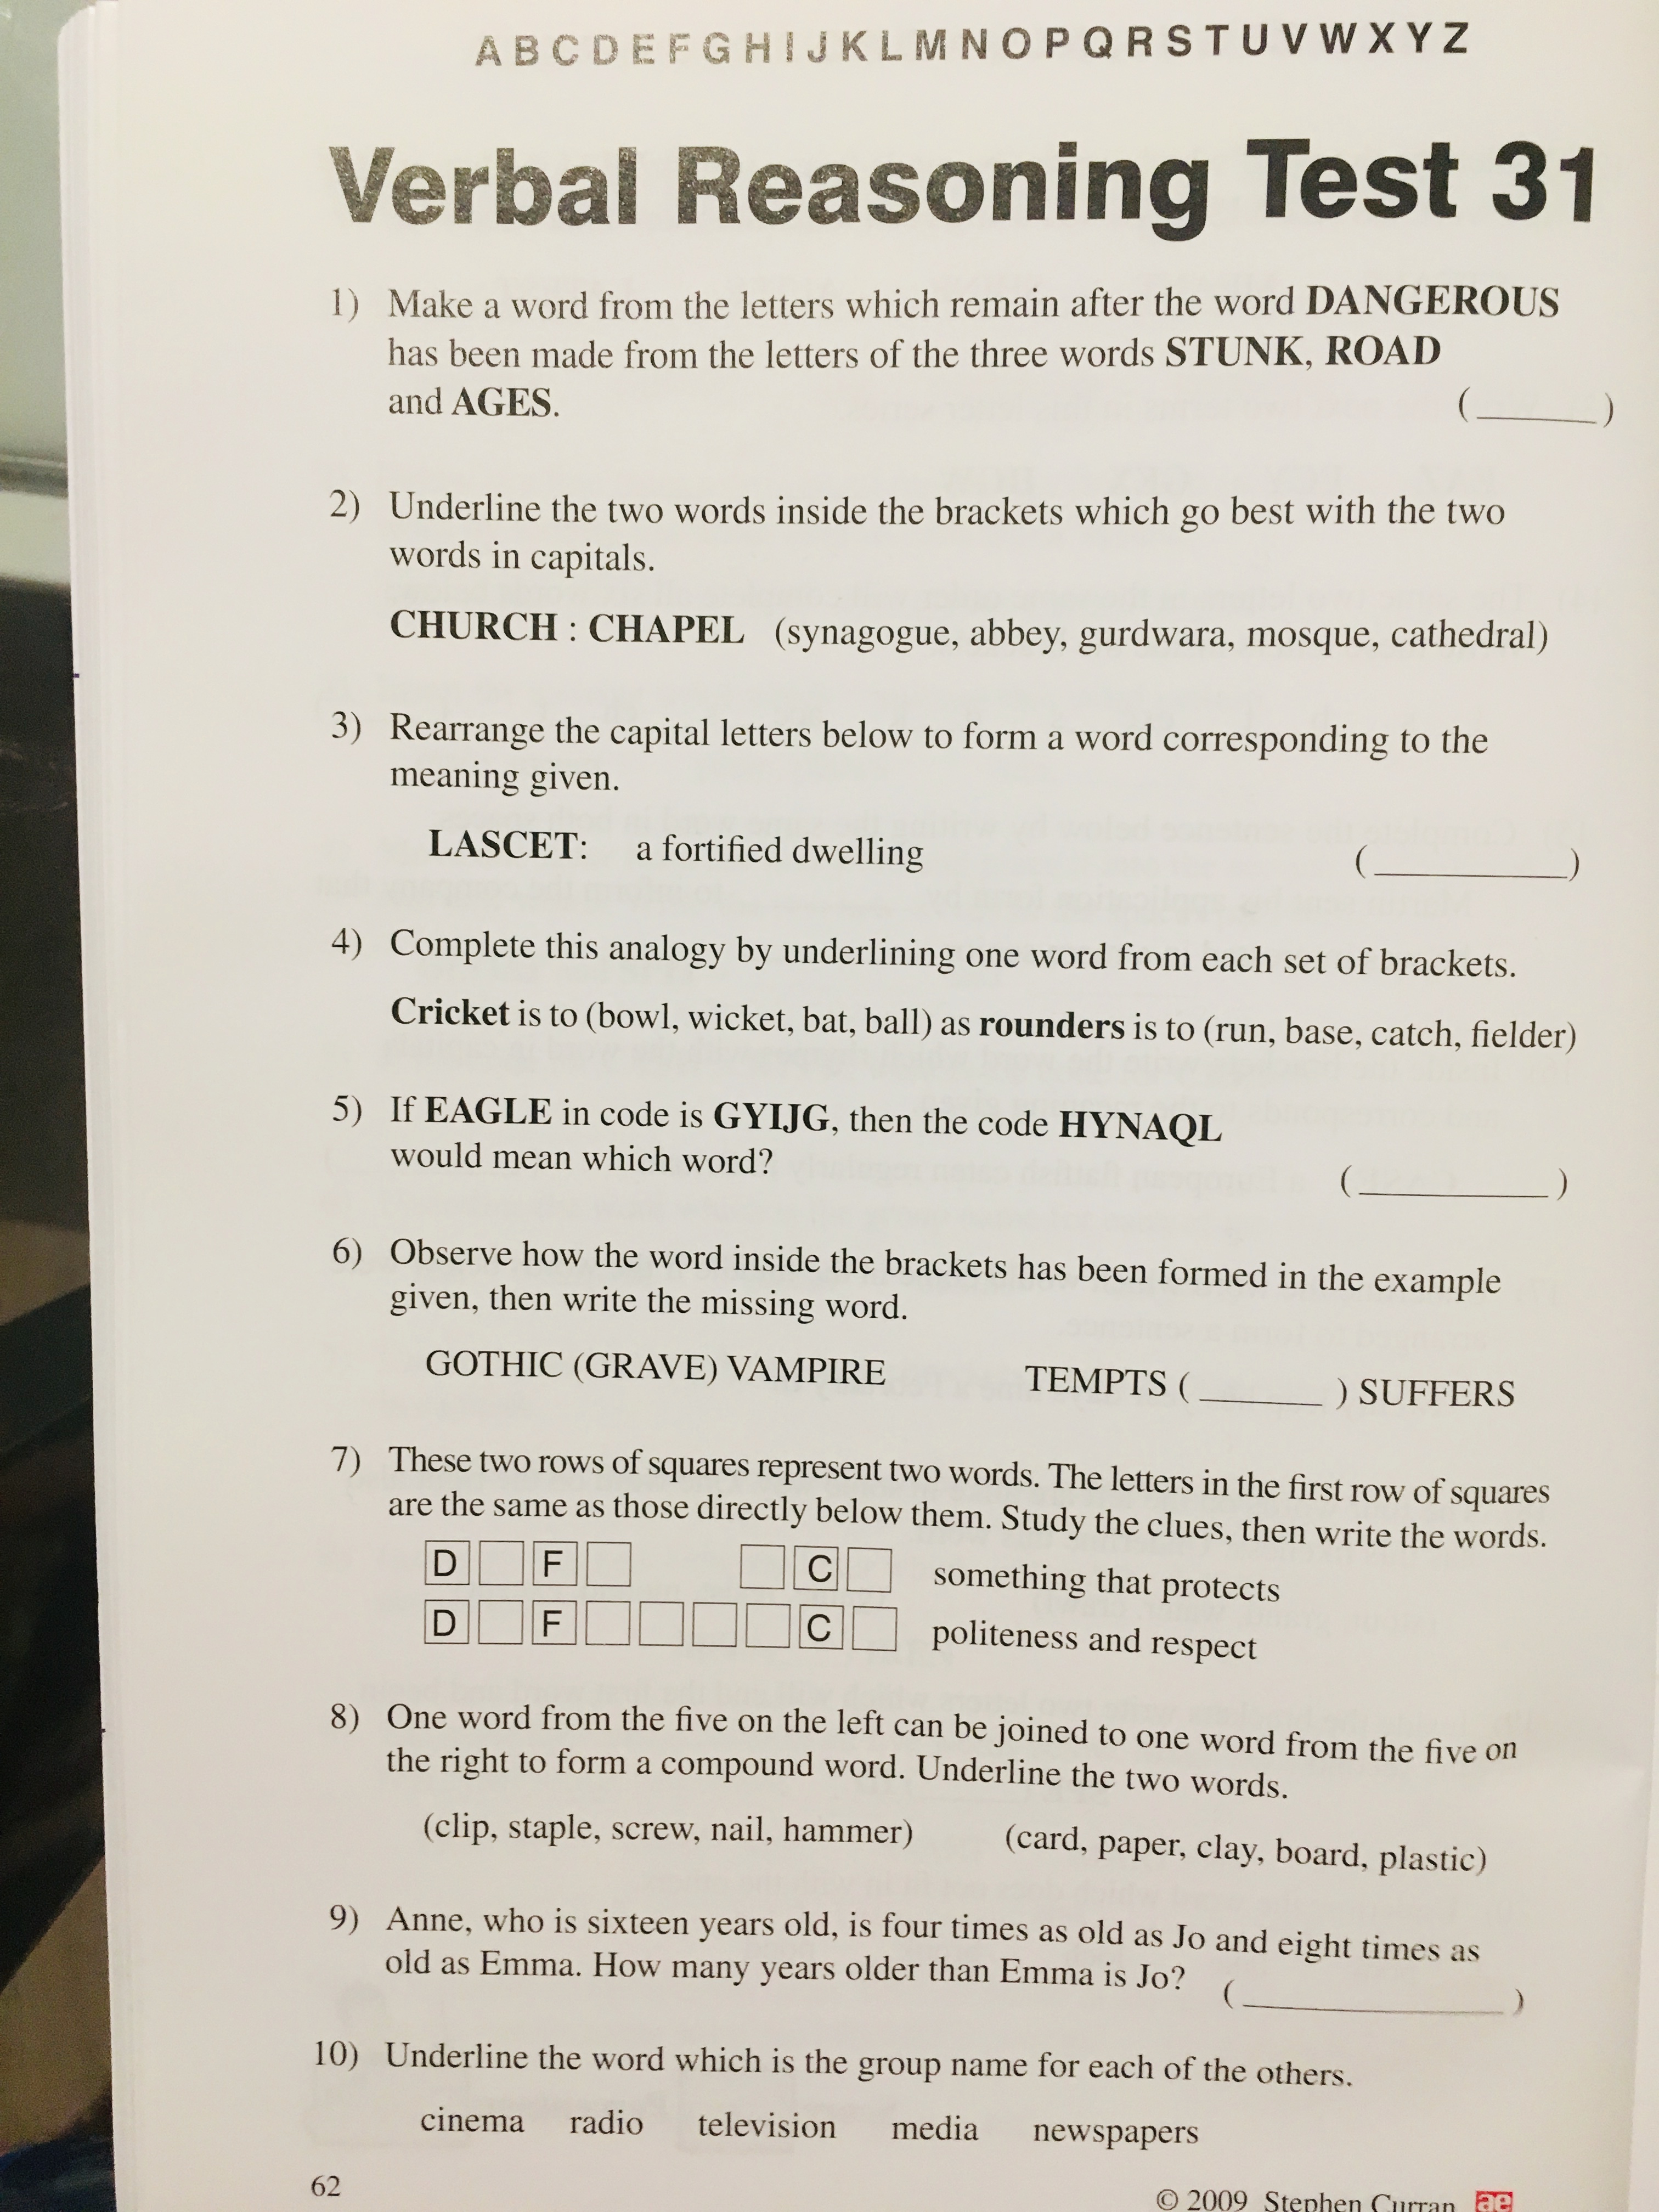 A B C D E F G H I J K L M N O P Q R S T U V W X Y Z
Verbal Reasoning Test 31
1) Make a word from the letters which remain after the word DANGEROUS
has been made from the letters of the three words STUNK, ROAD
and AGES. (______)
2) Underline the two words inside the brackets which go best with the two
words in capitals.
CHURCH : CHAPEL (synagogue, abbey, gurdwara, mosque, cathedral)
3) Rearrange the capital letters below to form a word corresponding to the
meaning given.
LASCET: a fortified dwelling (__________)
4) Complete this analogy by underlining one word from each set of brackets.
Cricket is to (bowl, wicket, bat, ball) as rounders is to (run, base, catch, fielder)
5) If EAGLE in code is GYIJG, then the code HYNAQL
would mean which word? (__________)
6) Observe how the word inside the brackets has been formed in the example
given, then write the missing word.
GOTHIC (GRAVE) VAMPIRE TEMPTS ( ______ ) SUFFERS
7) These two rows of squares represent two words. The letters in the first row of squares
are the same as those directly below them. Study the clues, then write the words.
D F C something that protects
D F C politeness and respect
8) One word from the five on the left can be joined to one word from the five on
the right to form a compound word. Underline the two words.
(clip, staple, screw, nail, hammer) (card, paper, clay, board, plastic)
9) Anne, who is sixteen years old, is four times as old as Jo and eight times as
old as Emma. How many years older than Emma is Jo? (_____________)
10) Underline the word which is the group name for each of the others.
cinema radio television media newspapers
62
© 2009 Stephen Curran ae